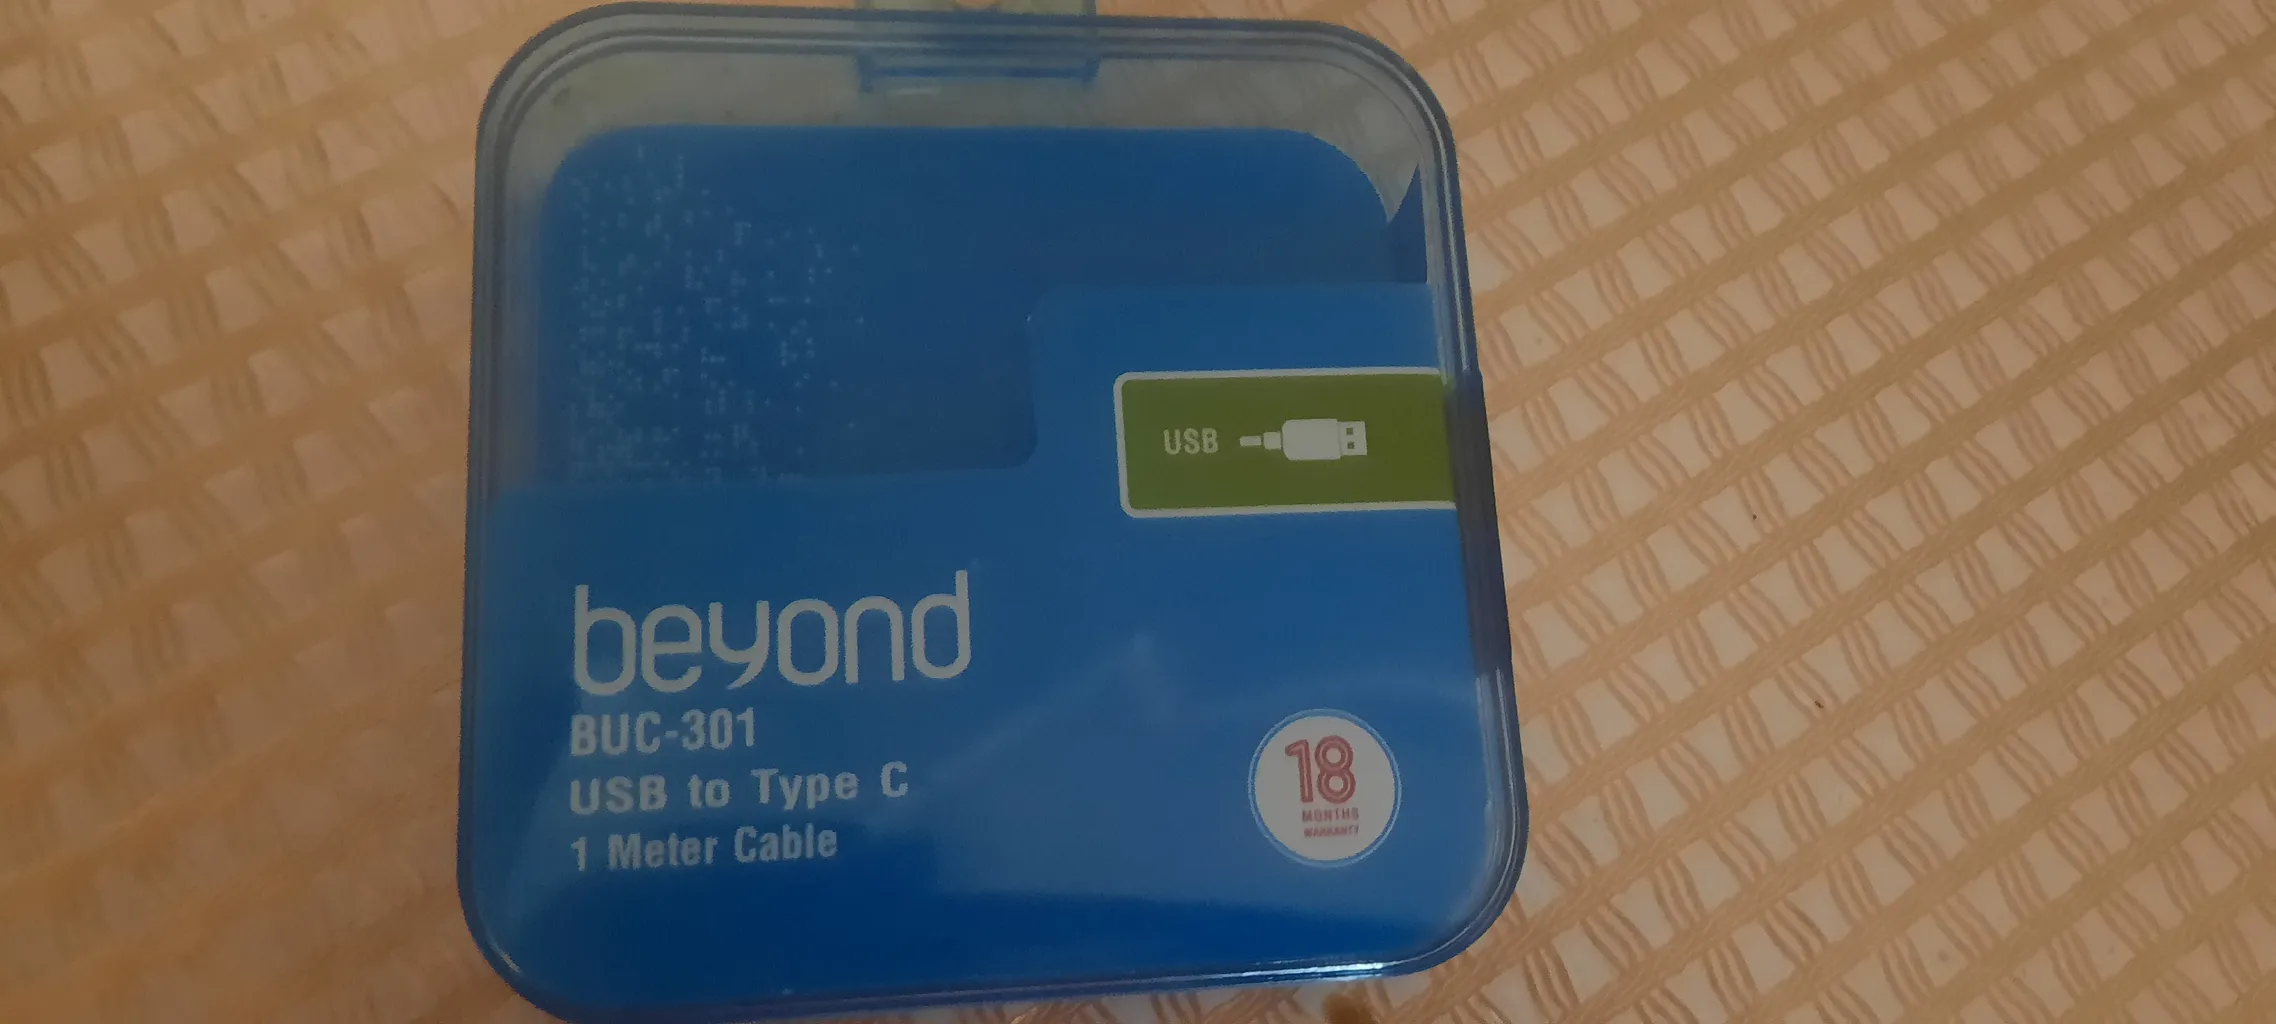 USB
beyond
BUC-301
USB to Type C
1 Meter Cable
18
MONTHS
WARRANTY